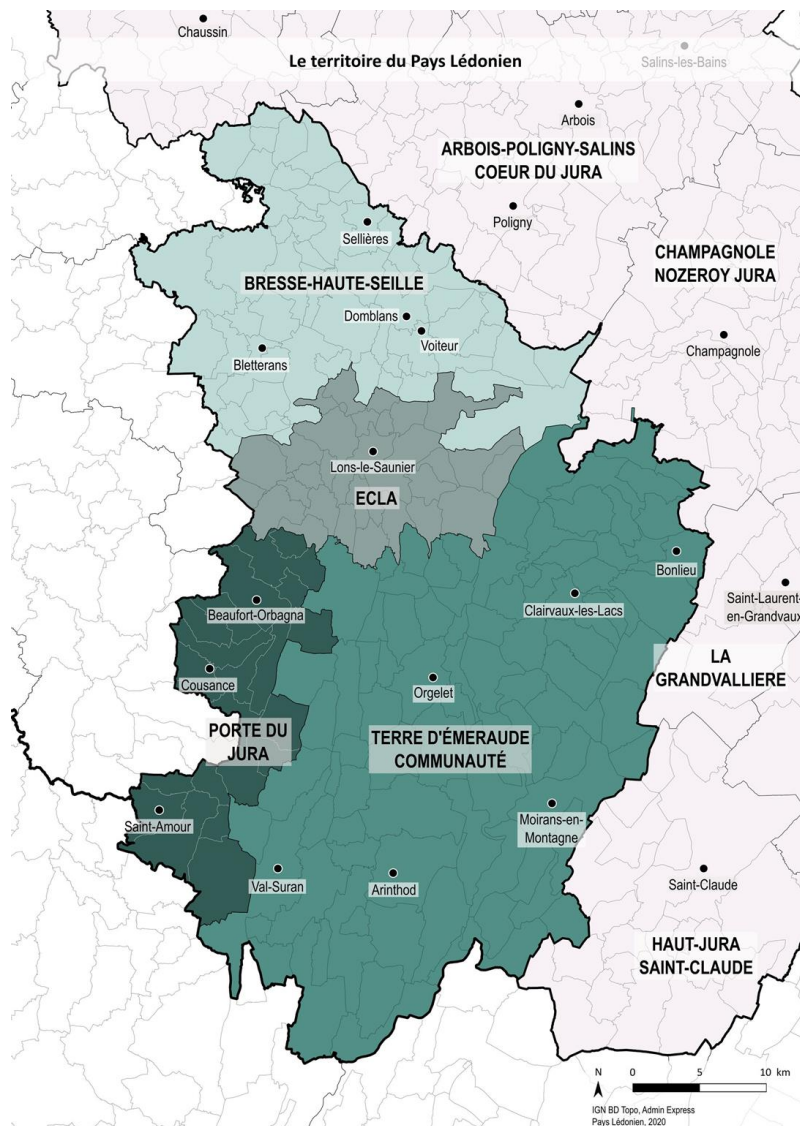 Chaussin
Le territoire du Pays Lédonien
Salins-les-Bains
Arbois
ARBOIS-POLIGNY-SALINS
COEUR DU JURA
Poligny
Sellières
CHAMPAGNOLE
NOZEROY JURA
BRESSE-HAUTE-SEILLE
Domblans
Voiteur
Champagnole
Bletterans
Lons-le-Saunier
ECLA
Bonlieu
Saint-Laurent-
en-Grandvaux
Clairvaux-les-Lacs
Beaufort-Orbagna
LA
GRANDVALLIERE
Cousance
Orgelet
PORTE DU
JURA
TERRE D'ÉMERAUDE
COMMUNAUTÉ
Saint-Amour
Moirans-en-
Montagne
Val-Suran
Arinthod
Saint-Claude
HAUT-JURA
SAINT-CLAUDE
N 0 5 10 km
IGN BD Topo, Admin Express
Pays Lédonien, 2020